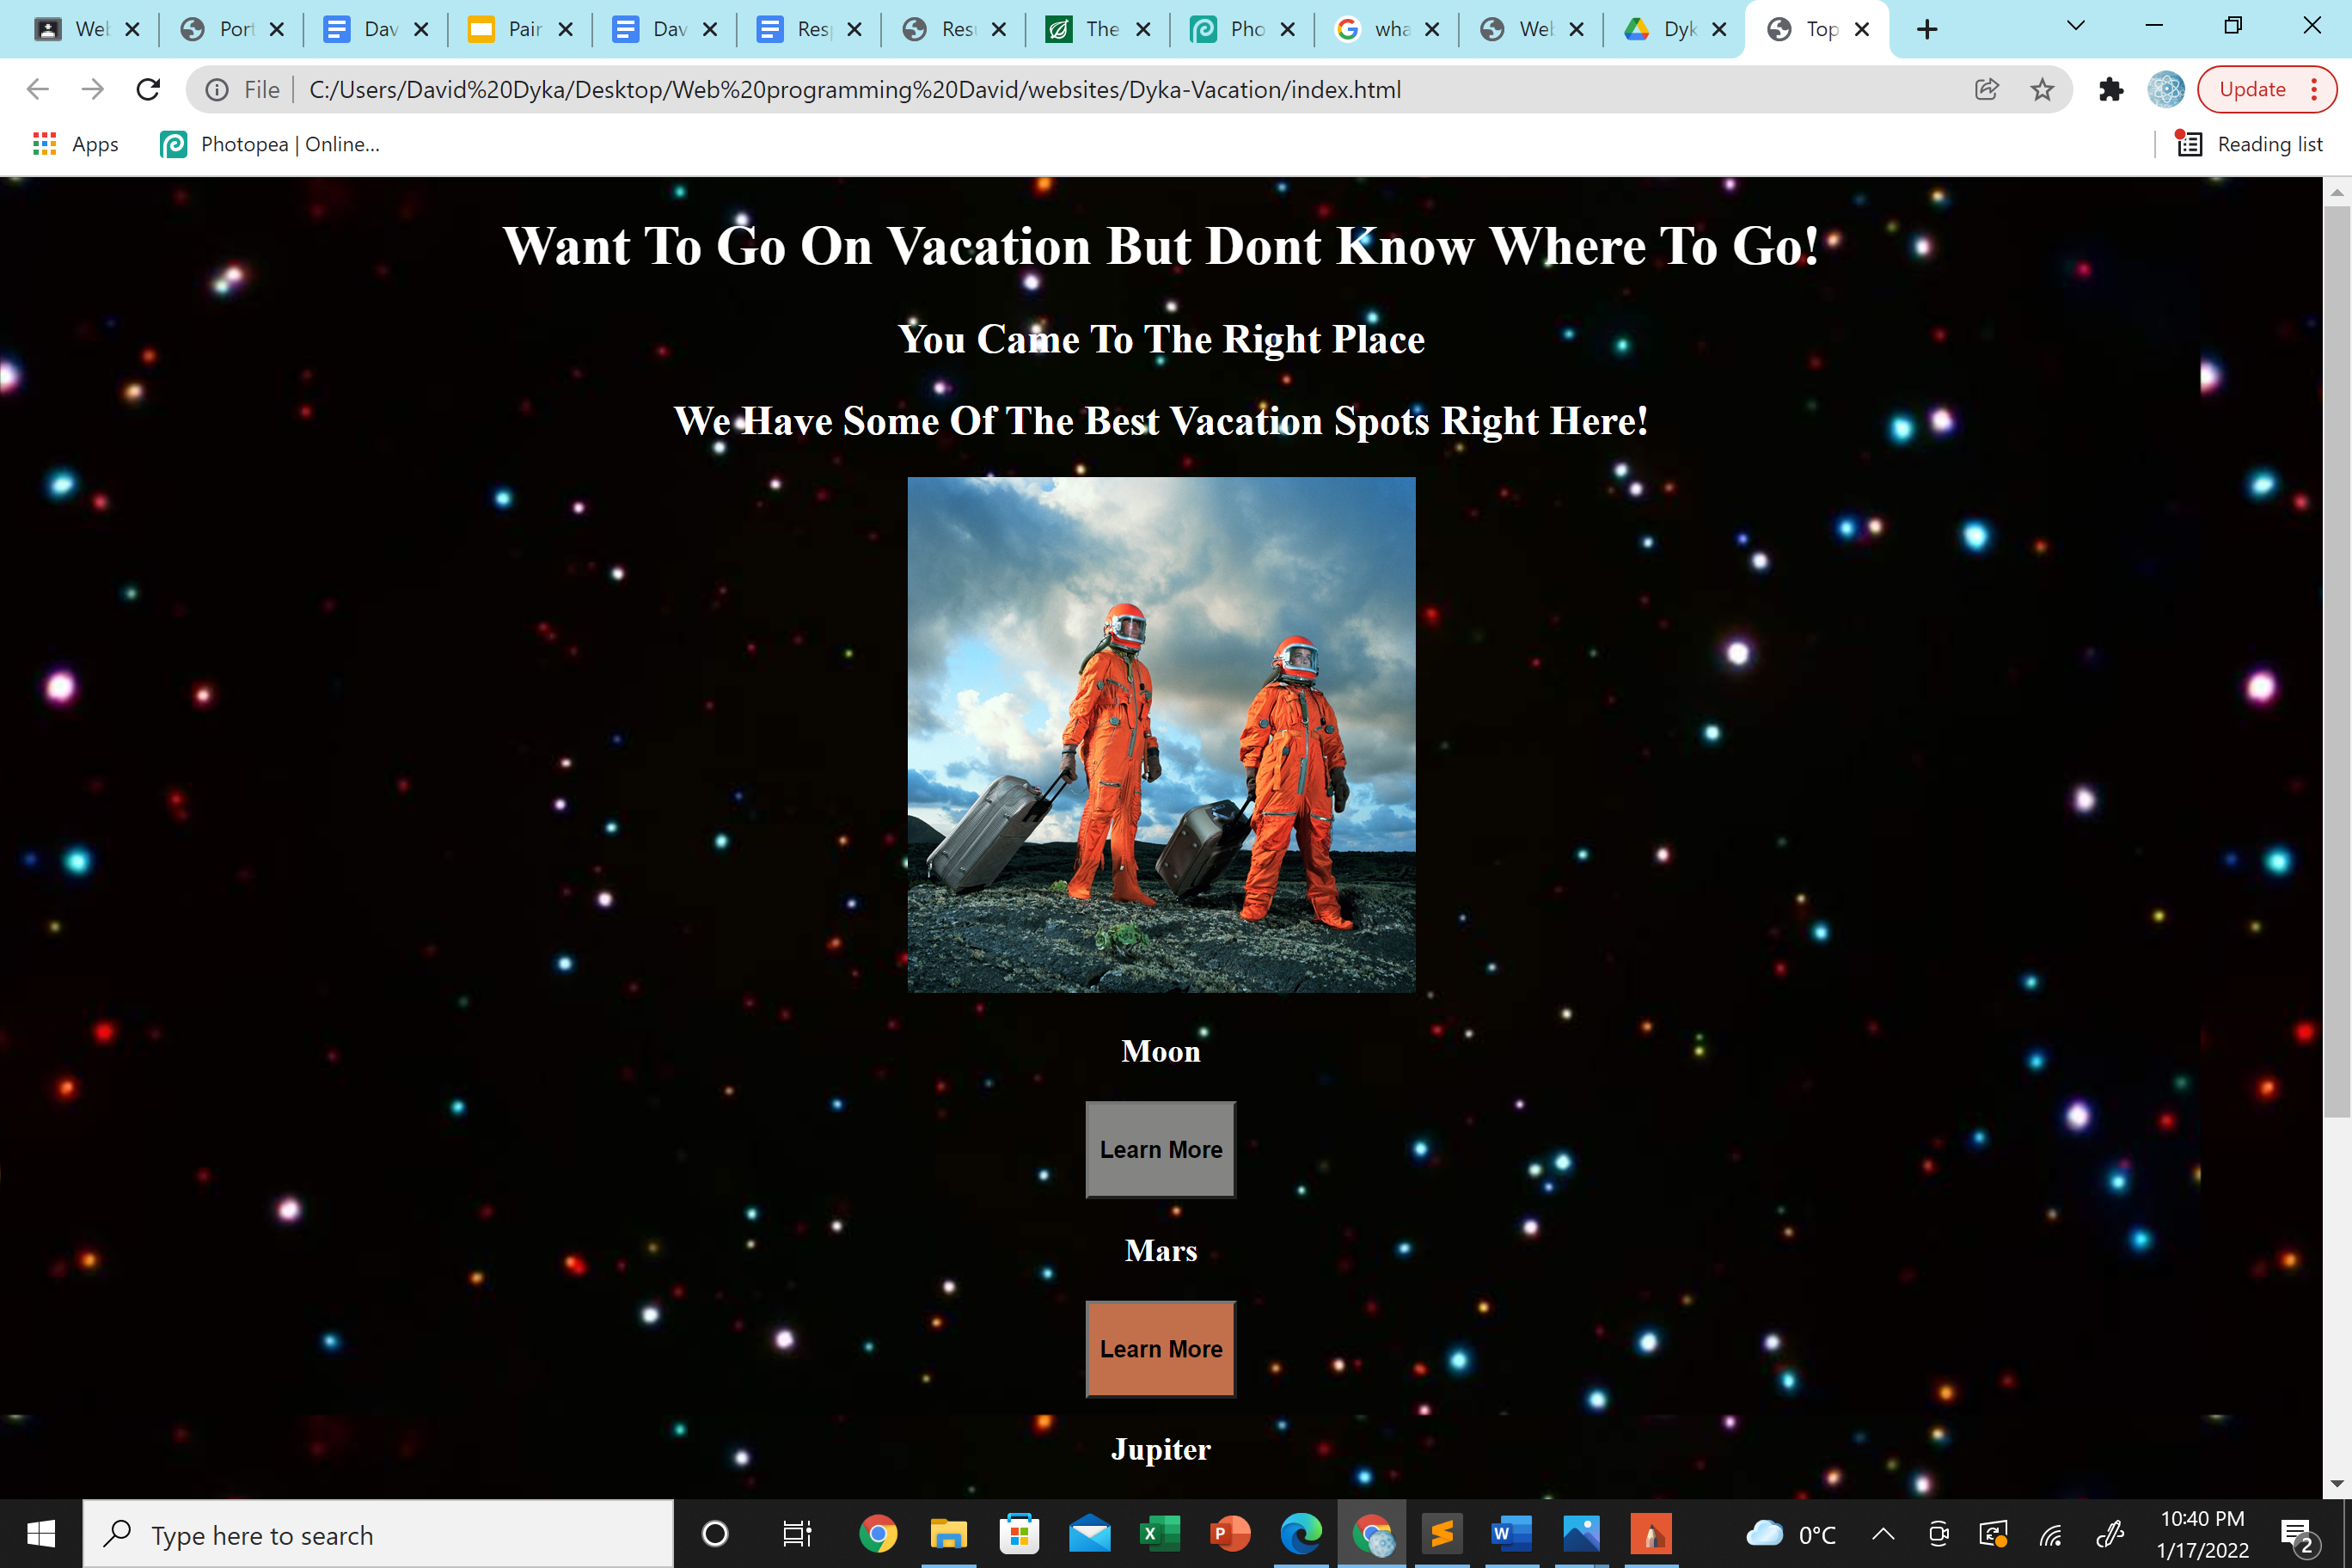 Wel
Port
Dav
Pair
Dav
Resp
Resu
The
Pho
wha
Web
Dyk
Top
File
C:/Users/David%20Dyka/Desktop/Web%20programming%20David/websites/Dyka-Vacation/index.html
Update
Apps
Photopea | Online...
Reading list
Want To Go On Vacation But Dont Know Where To Go!
You Came To The Right Place
We Have Some Of The Best Vacation Spots Right Here!
Moon
Learn More
Mars
Learn More
Jupiter
Type here to search
0°C
10:40 PM
1/17/2022
2